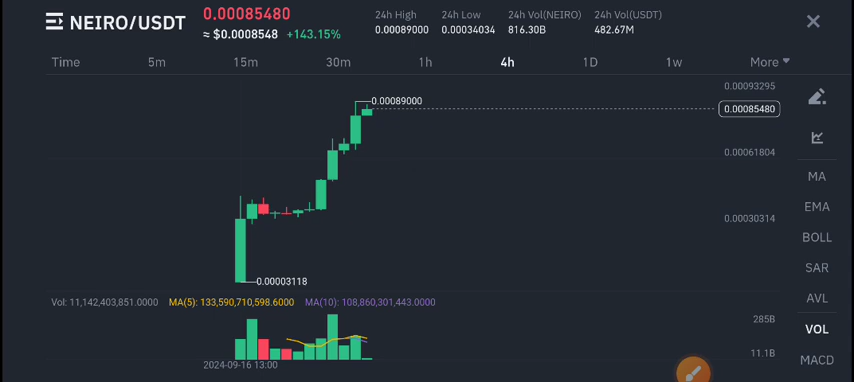 NEIRO/USDT
0.00085480
≈ $0.0008548 +143.15%
24h High 24h Low 24h Vol(NEIRO) 24h Vol(USDT)
0.00089000 0.00034034 816.30B 482.67M
Time 5m 15m 30m 1h 4h 1D 1w More
0.00093295
0.00089000
0.00085480
0.00061804
0.00030314
0.00003118
MA
EMA
BOLL
SAR
AVL
VOL
MACD
Vol: 11,142,403,851.0000 MA(5): 133,590,710,598.6000 MA(10): 108,860,301,443.0000
285B
11.1B
2024-09-16 13:00